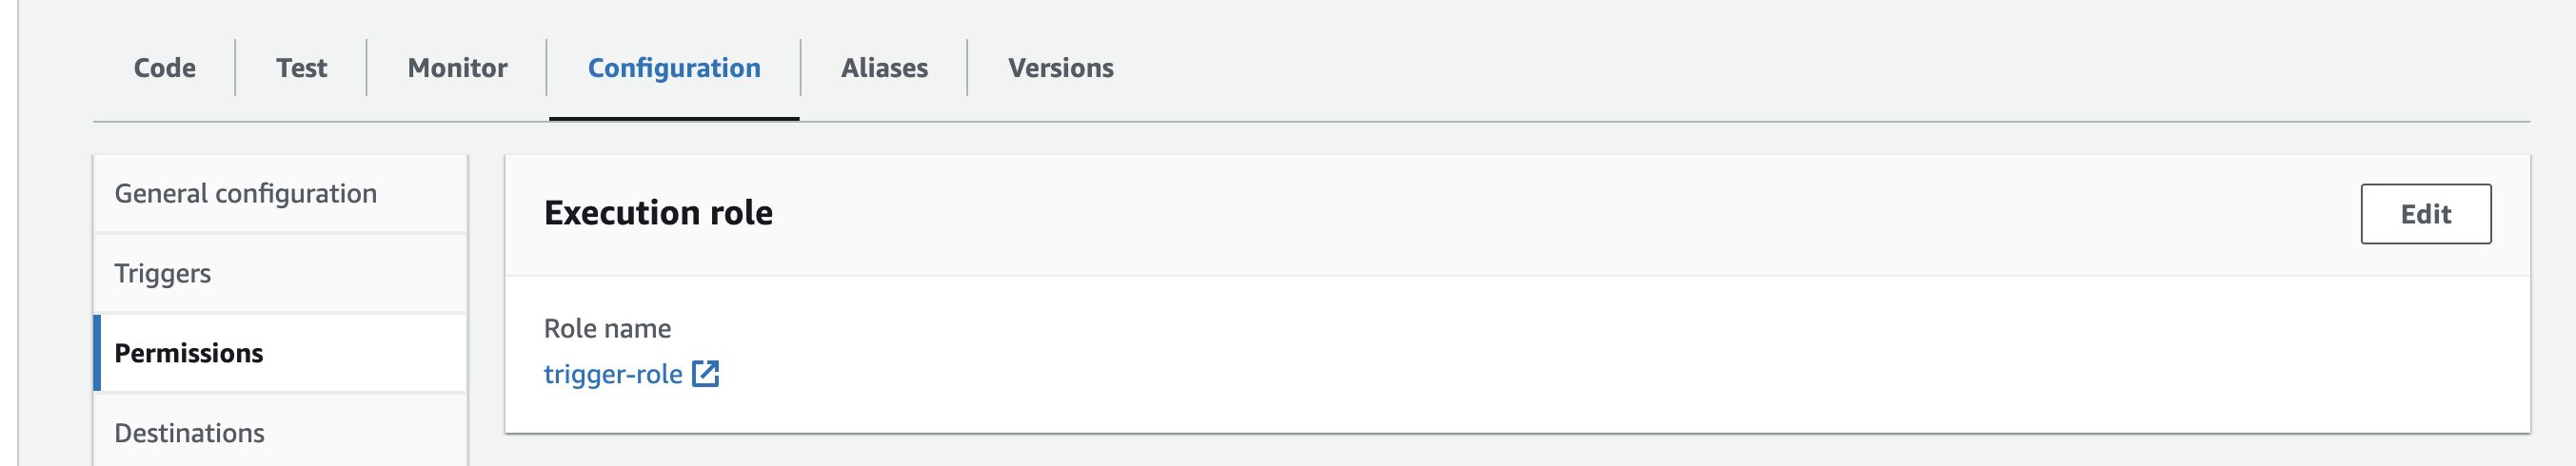 Code Test Monitor Configuration Aliases Versions
General configuration
Triggers
Permissions
Destinations
Execution role
Edit
Role name
trigger-role